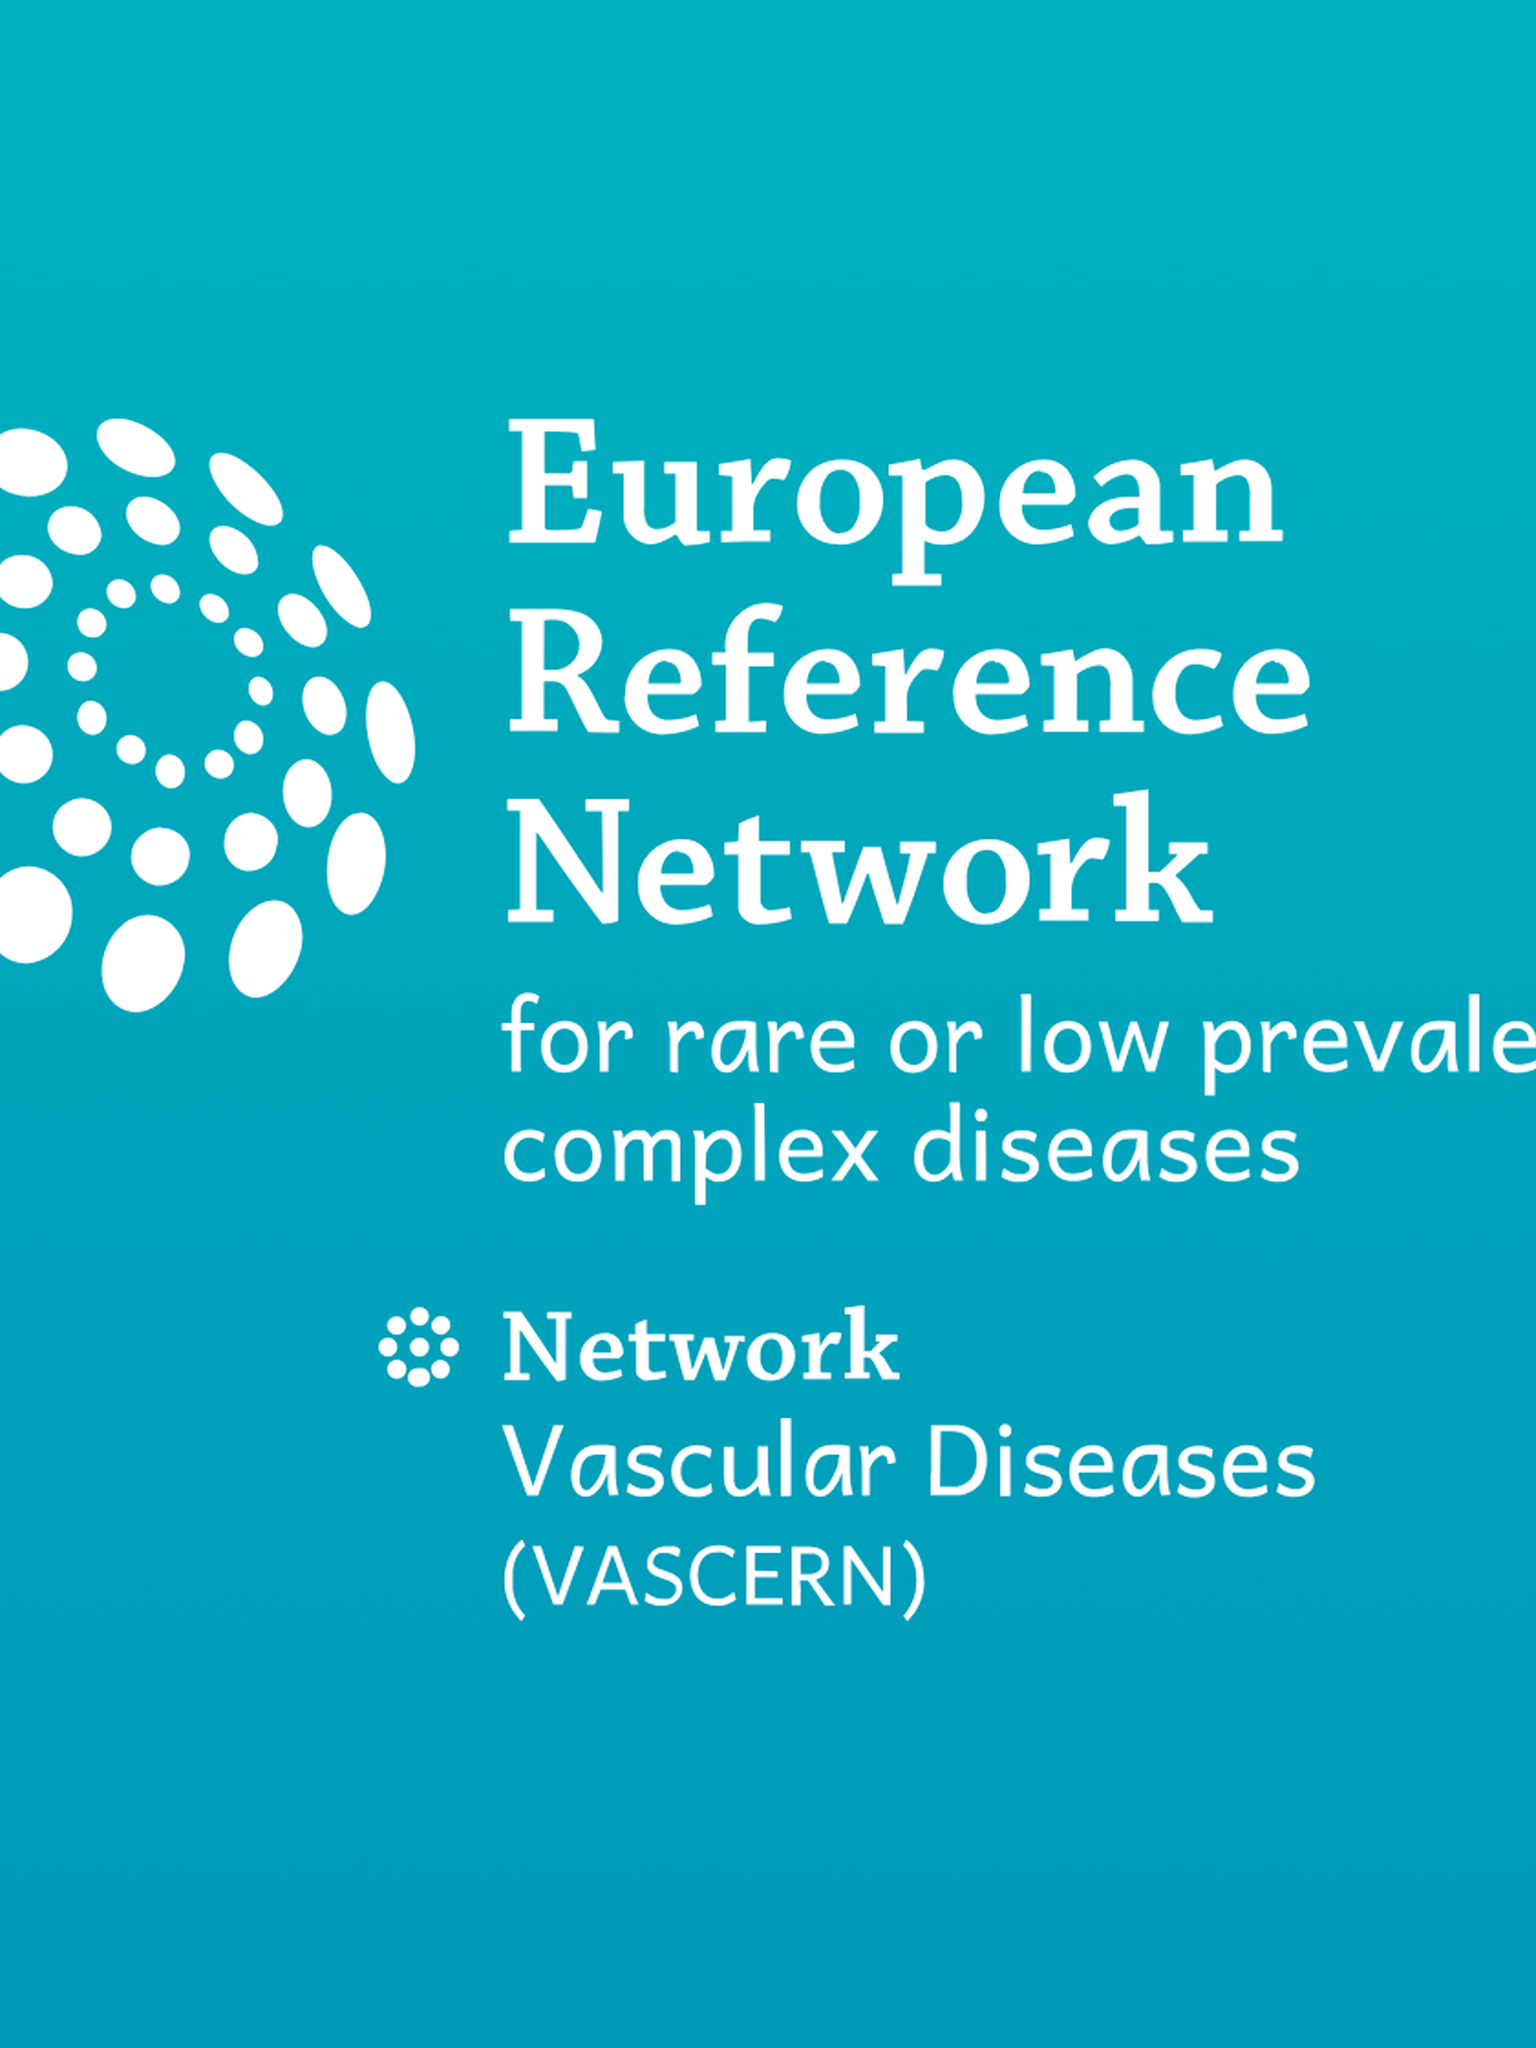 European
Reference
Network
for rare or low prevale
complex diseases
Network
Vascular Diseases
(VASCERN)